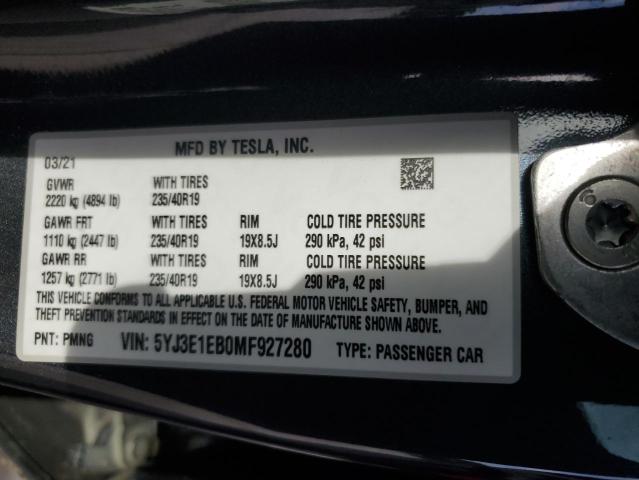 MFD BY TESLA, INC.
03/21
GVWR WITH TIRES
2220 kg (4894 lb) 235/40R19
GAWR FRT WITH TIRES RIM COLD TIRE PRESSURE
1110 kg (2447 lb) 235/40R19 19X8.5J 290 kPa, 42 psi
GAWR RR WITH TIRES RIM COLD TIRE PRESSURE
1257 kg (2771 lb) 235/40R19 19X8.5J 290 kPa, 42 psi
THIS VEHICLE CONFORMS TO ALL APPLICABLE U.S. FEDERAL MOTOR VEHICLE SAFETY, BUMPER, AND
THEFT PREVENTION STANDARDS IN EFFECT ON THE DATE OF MANUFACTURE SHOWN ABOVE.
PNT: PMNG VIN: 5YJ3E1EB0MF927280 TYPE: PASSENGER CAR